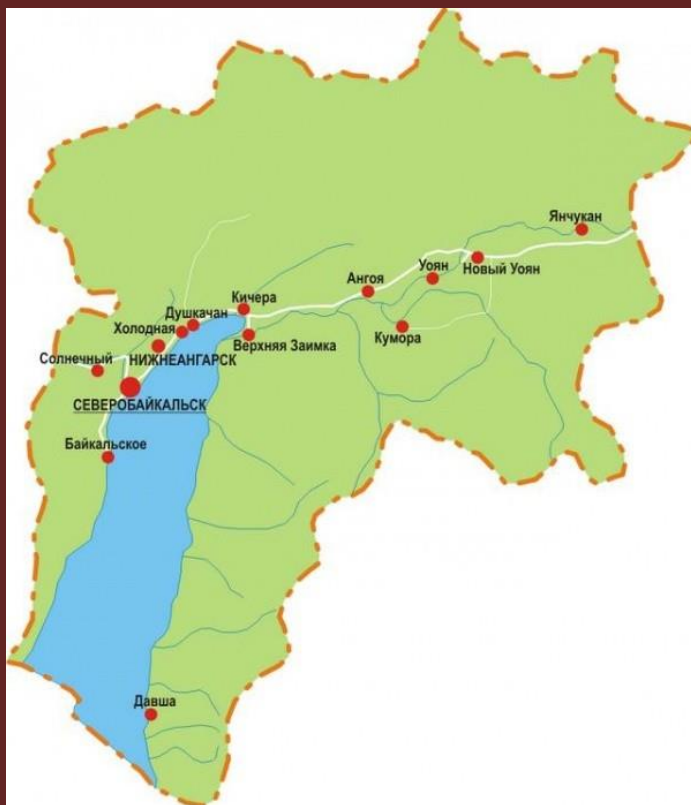 Янчукан
Новый Уоян
Уоян
Ангоя
Кичера
Кумора
Душкачан
Холодная
Верхняя Заимка
Солнечный
НИЖНЕАНГАРСК
СЕВЕРОБАЙКАЛЬСК
Байкальское
Давша